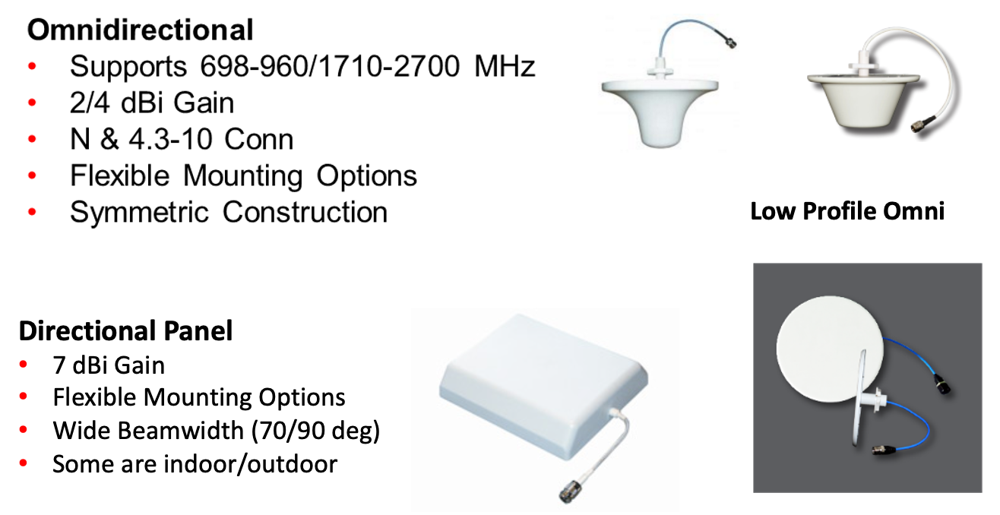 Omnidirectional
• Supports 698-960/1710-2700 MHz
• 2/4 dBi Gain
• N & 4.3-10 Conn
• Flexible Mounting Options
• Symmetric Construction
Low Profile Omni
Directional Panel
• 7 dBi Gain
• Flexible Mounting Options
• Wide Beamwidth (70/90 deg)
• Some are indoor/outdoor